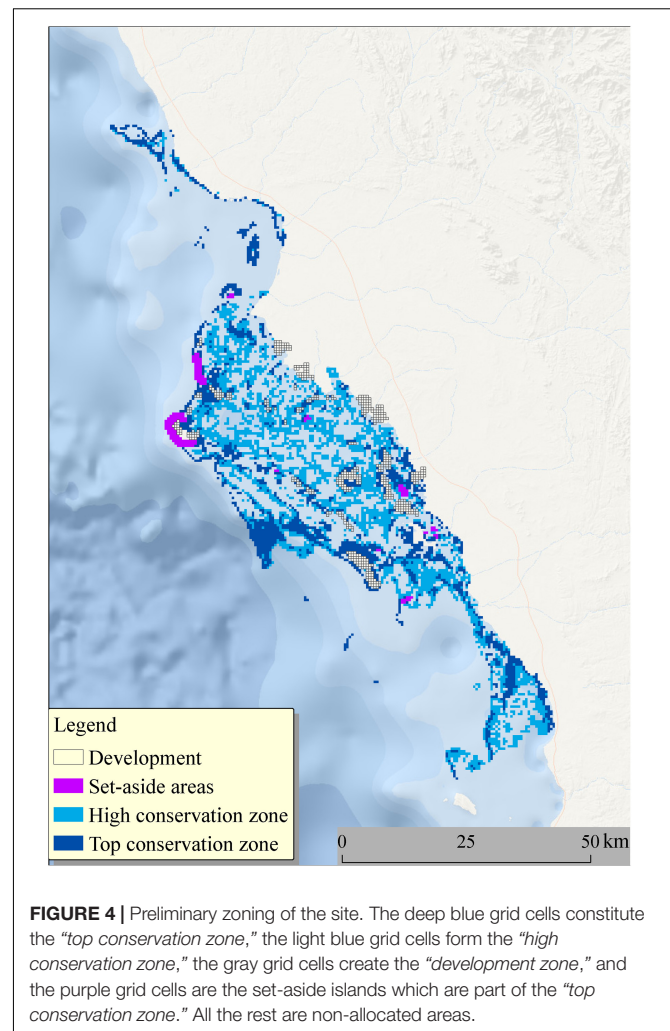 Legend
Development
Set-aside areas
High conservation zone
Top conservation zone
0 25 50 km
FIGURE 4 | Preliminary zoning of the site. The deep blue grid cells constitute
the “top conservation zone,” the light blue grid cells form the “high
conservation zone,” the gray grid cells create the “development zone,” and
the purple grid cells are the set-aside islands which are part of the “top
conservation zone.” All the rest are non-allocated areas.